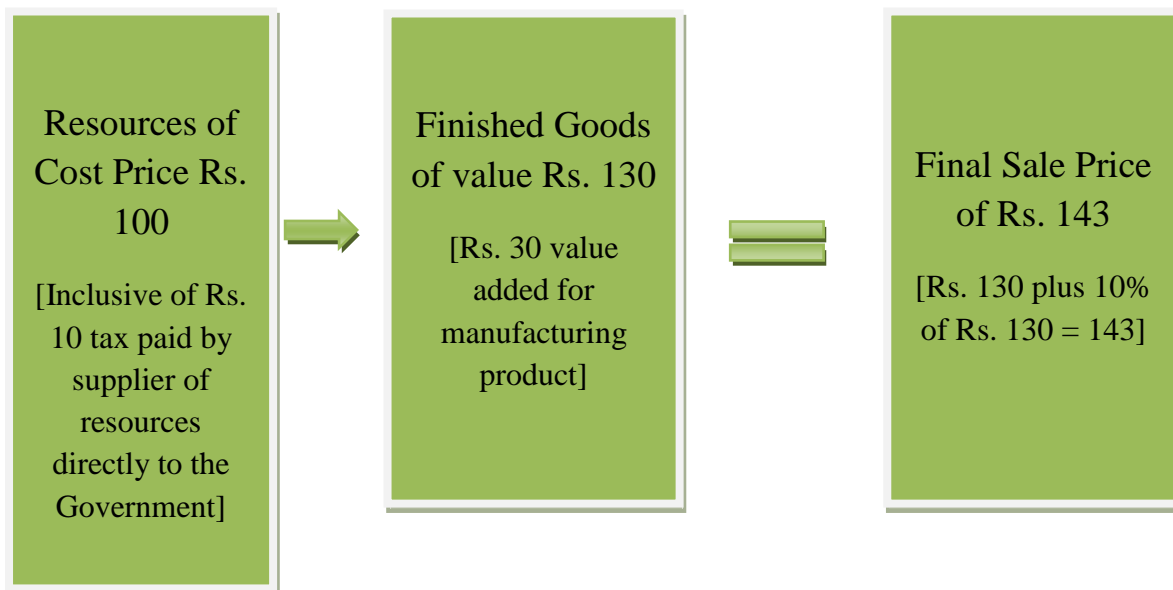 Resources of
Cost Price Rs.
100
[Inclusive of Rs.
10 tax paid by
supplier of
resources
directly to the
Government]
Finished Goods
of value Rs. 130
[Rs. 30 value
added for
manufacturing
product]
Final Sale Price
of Rs. 143
[Rs. 130 plus 10%
of Rs. 130 = 143]